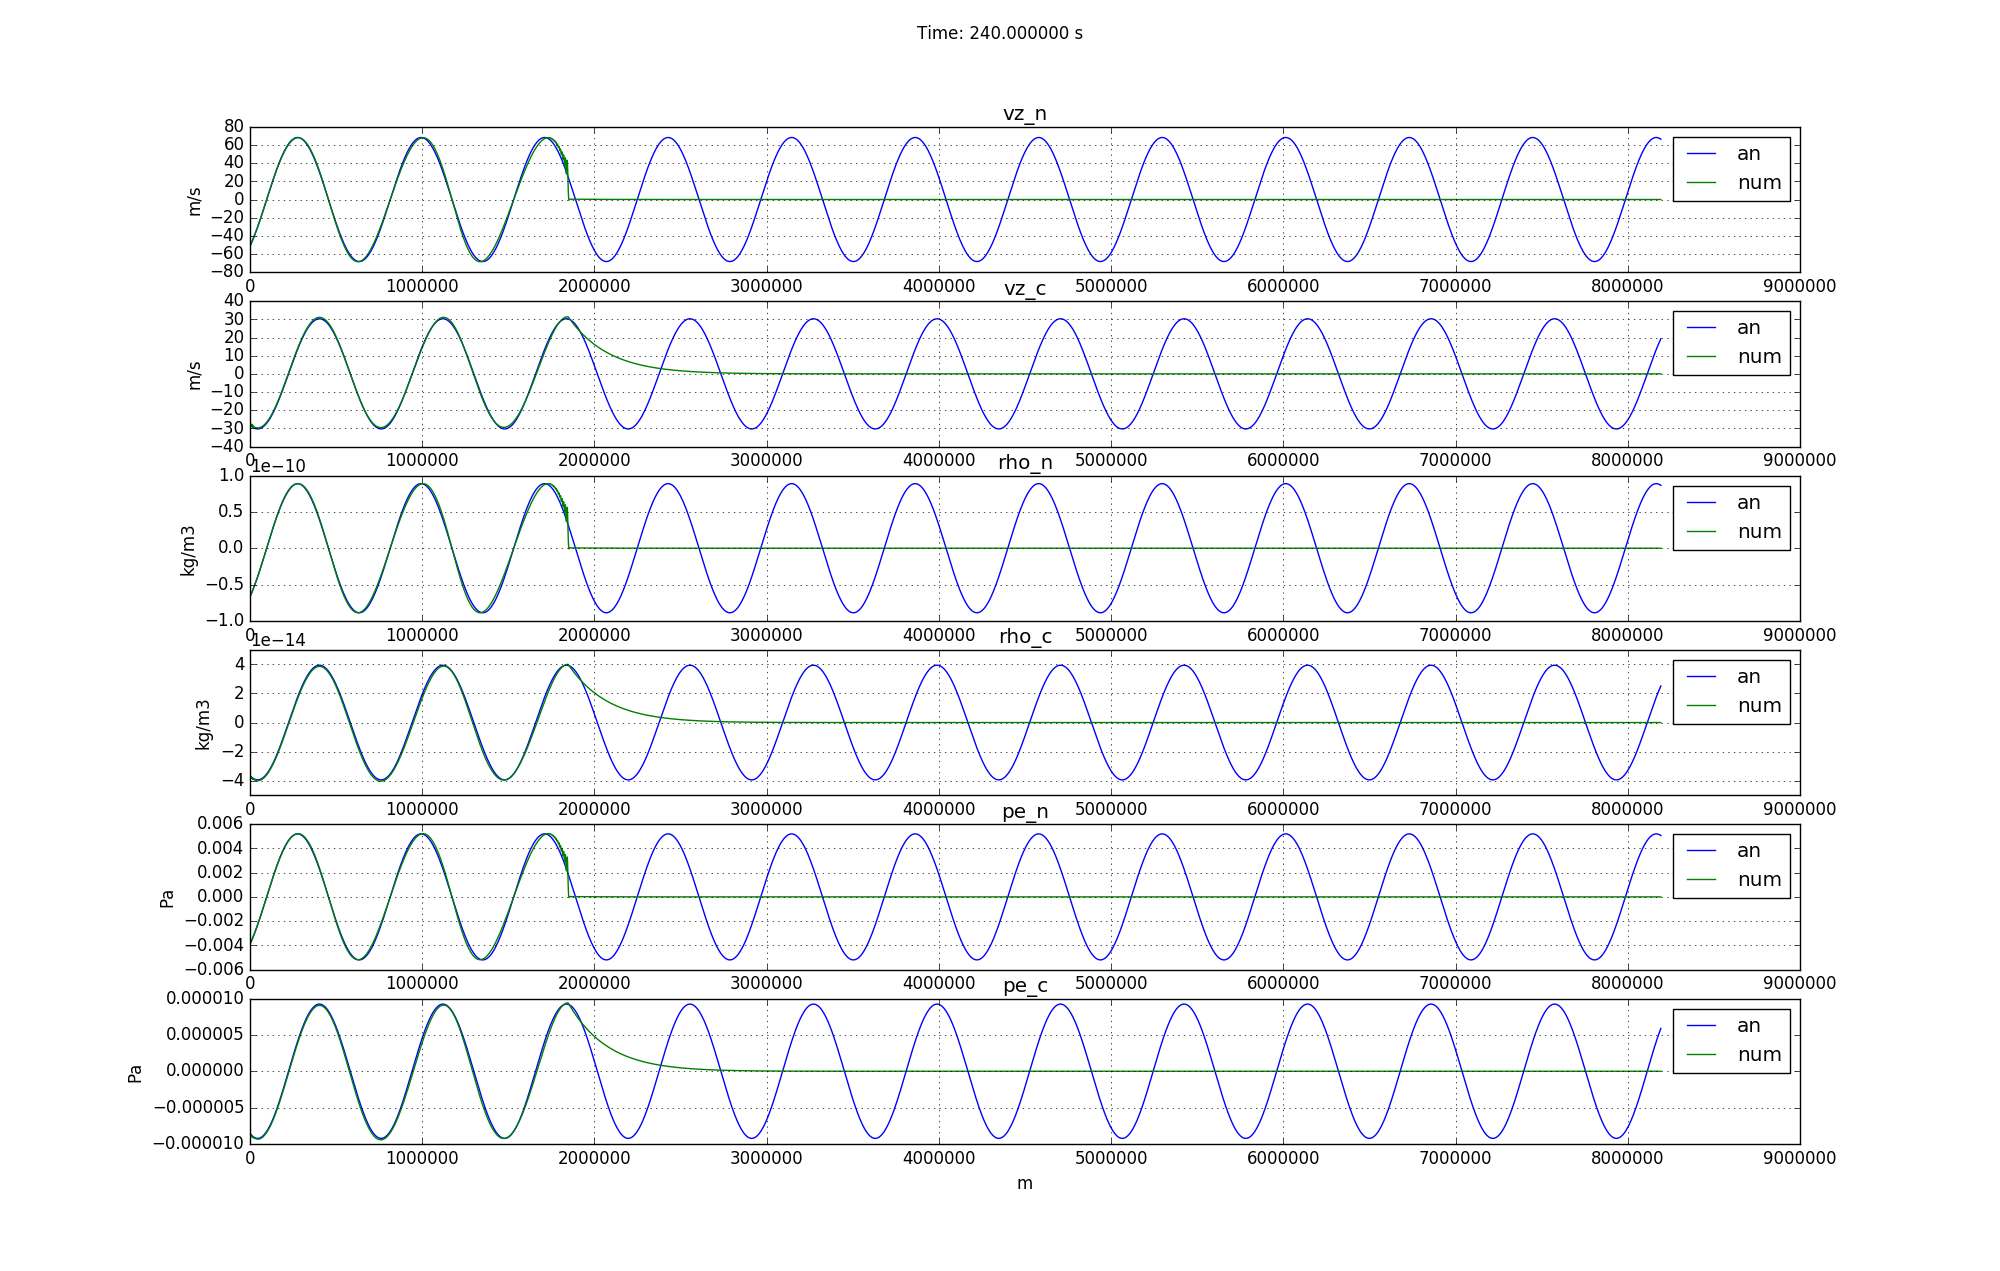 Time: 240.000000 s
vz_n
80
60
40
20
0
−20
−40
−60
−80
m/s
an
num
0 1000000 2000000 3000000 4000000 5000000 6000000 7000000 8000000 9000000
vz_c
40
30
20
10
0
−10
−20
−30
−40
m/s
an
num
0 1000000 2000000 3000000 4000000 5000000 6000000 7000000 8000000 9000000
1e−10
rho_n
1.0
0.5
0.0
−0.5
−1.0
kg/m3
an
num
0 1000000 2000000 3000000 4000000 5000000 6000000 7000000 8000000 9000000
1e−14
rho_c
4
2
0
−2
−4
kg/m3
an
num
0 1000000 2000000 3000000 4000000 5000000 6000000 7000000 8000000 9000000
pe_n
0.006
0.004
0.002
0.000
−0.002
−0.004
−0.006
Pa
an
num
0 1000000 2000000 3000000 4000000 5000000 6000000 7000000 8000000 9000000
pe_c
0.000010
0.000005
0.000000
−0.000005
−0.000010
Pa
an
num
0 1000000 2000000 3000000 4000000 5000000 6000000 7000000 8000000 9000000
m